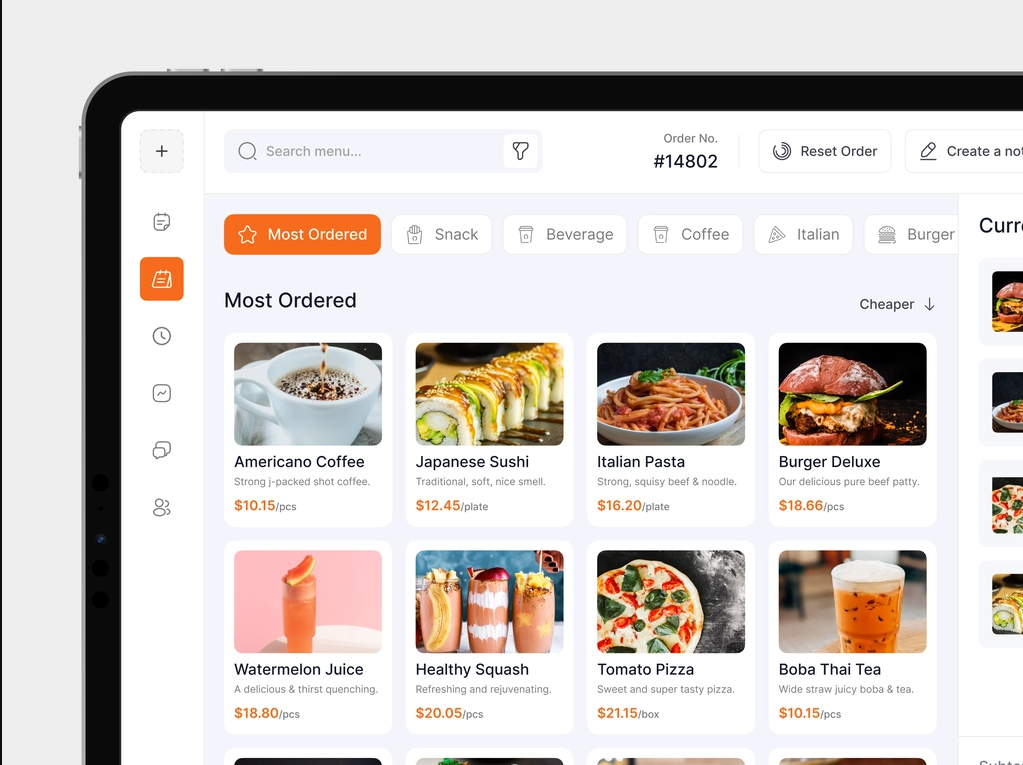 Search menu...
Order No.
#14802
Reset Order
Create a not
Most Ordered
Snack
Beverage
Coffee
Italian
Burger
Curre
Most Ordered
Cheaper
Americano Coffee
Strong j-packed shot coffee.
$10.15/pcs
Japanese Sushi
Traditional, soft, nice smell.
$12.45/plate
Italian Pasta
Strong, squisy beef & noodle.
$16.20/plate
Burger Deluxe
Our delicious pure beef patty.
$18.66/pcs
Watermelon Juice
A delicious & thirst quenching.
$18.80/pcs
Healthy Squash
Refreshing and rejuvenating.
$20.05/pcs
Tomato Pizza
Sweet and super tasty pizza.
$21.15/box
Boba Thai Tea
Wide straw juicy boba & tea.
$10.15/pcs